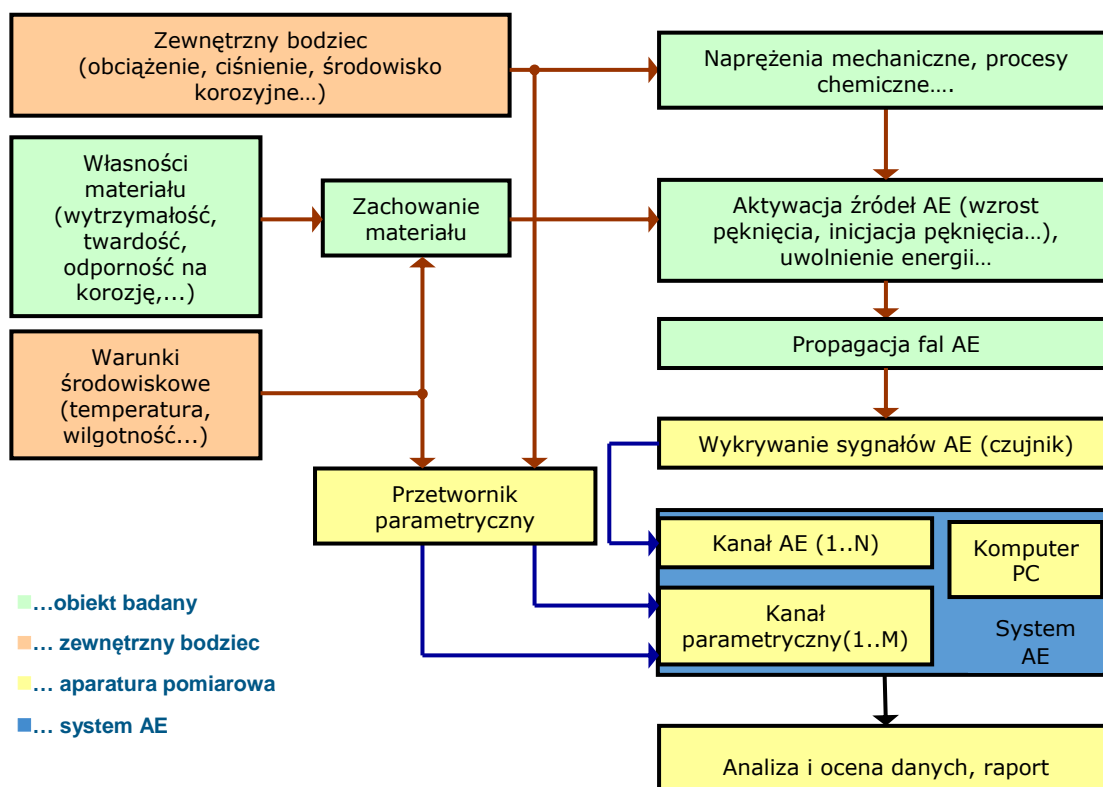 Zewnętrzny bodziec
(obciążenie, ciśnienie, środowisko
korozyjne…)
Naprężenia mechaniczne, procesy
chemiczne….
Własności
materiału
(wytrzymałość,
twardość,
odporność na
korozję,...)
Zachowanie
materiału
Aktywacja źródeł AE (wzrost
pęknięcia, inicjacja pęknięcia…),
uwolnienie energii…
Warunki
środowiskowe
(temperatura,
wilgotność...)
Propagacja fal AE
Wykrywanie sygnałów AE (czujnik)
Przetwornik
parametryczny
Kanał AE (1..N)
Komputer
PC
Kanał
parametryczny(1..M)
System
AE
…obiekt badany
… zewnętrzny bodziec
… aparatura pomiarowa
… system AE
Analiza i ocena danych, raport